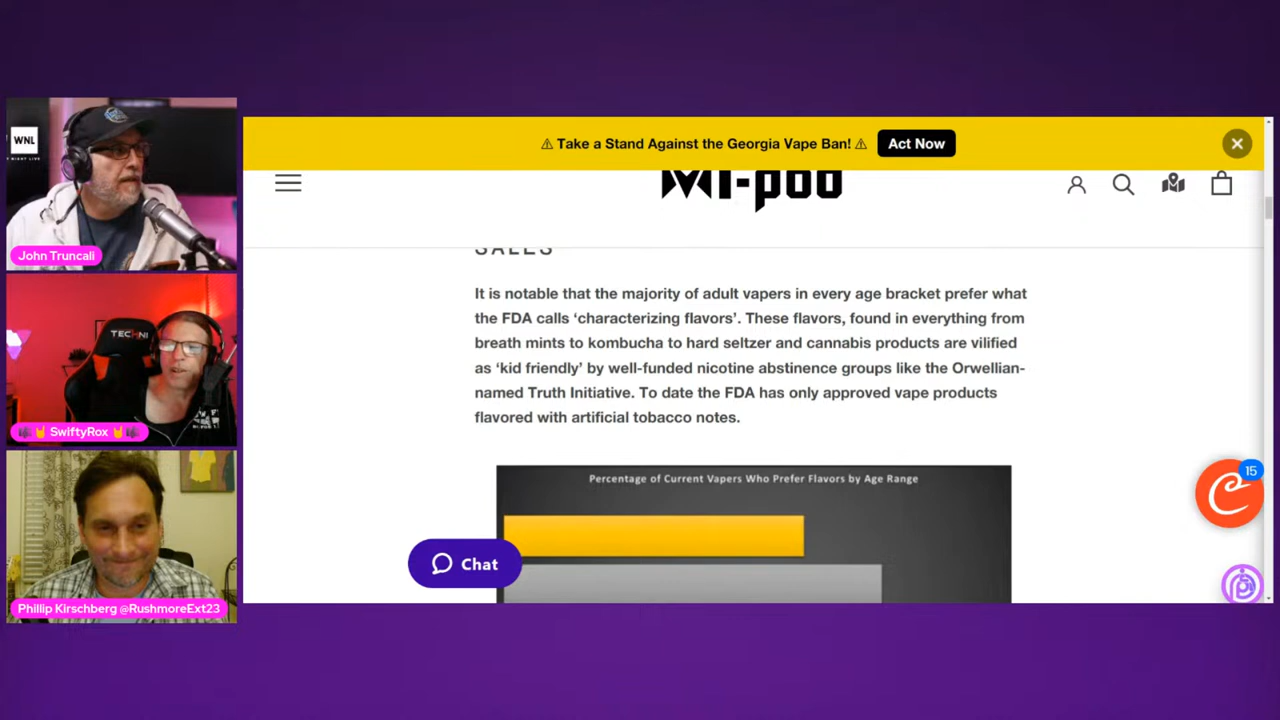 WNL
John Truncali
TECHNI
SwiftyRox
Phillip Kirschberg @RushmoreExt23
⚠ Take a Stand Against the Georgia Vape Ban! ⚠
Act Now
MI-POD
SALES
It is notable that the majority of adult vapers in every age bracket prefer what
the FDA calls ‘characterizing flavors’. These flavors, found in everything from
breath mints to kombucha to hard seltzer and cannabis products are vilified
as ‘kid friendly’ by well-funded nicotine abstinence groups like the Orwellian-
named Truth Initiative. To date the FDA has only approved vape products
flavored with artificial tobacco notes.
Percentage of Current Vapers Who Prefer Flavors by Age Range
Chat
15